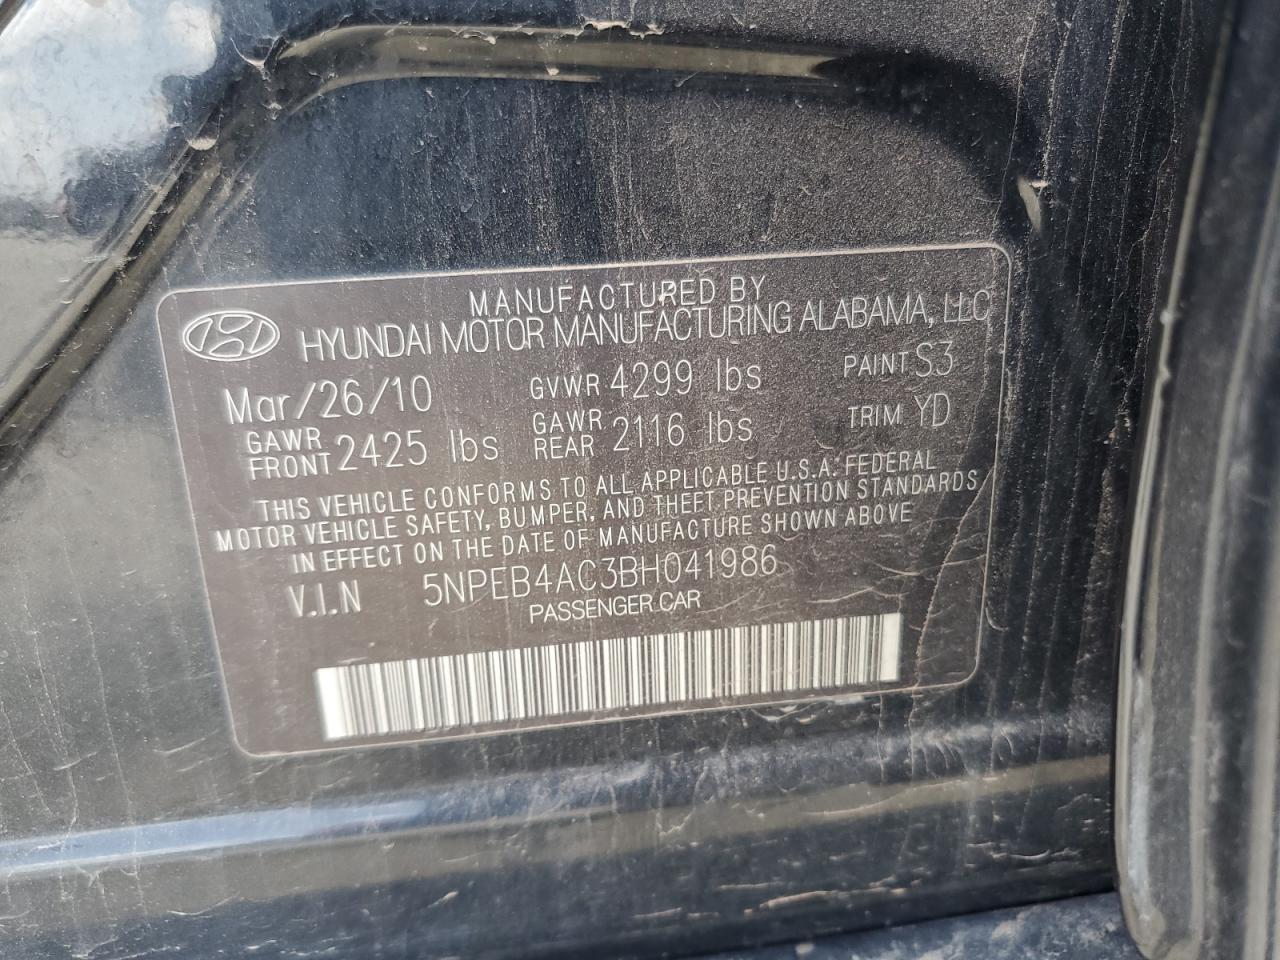 MANUFACTURED BY
HYUNDAI MOTOR MANUFACTURING ALABAMA, LLC
Mar/26/10 GVWR 4299 lbs PAINT S3
GAWR FRONT 2425 lbs GAWR REAR 2116 lbs TRIM YD
THIS VEHICLE CONFORMS TO ALL APPLICABLE U.S.A. FEDERAL
MOTOR VEHICLE SAFETY, BUMPER, AND THEFT PREVENTION STANDARDS
IN EFFECT ON THE DATE OF MANUFACTURE SHOWN ABOVE
V.I.N 5NPEB4AC3BH041986
PASSENGER CAR